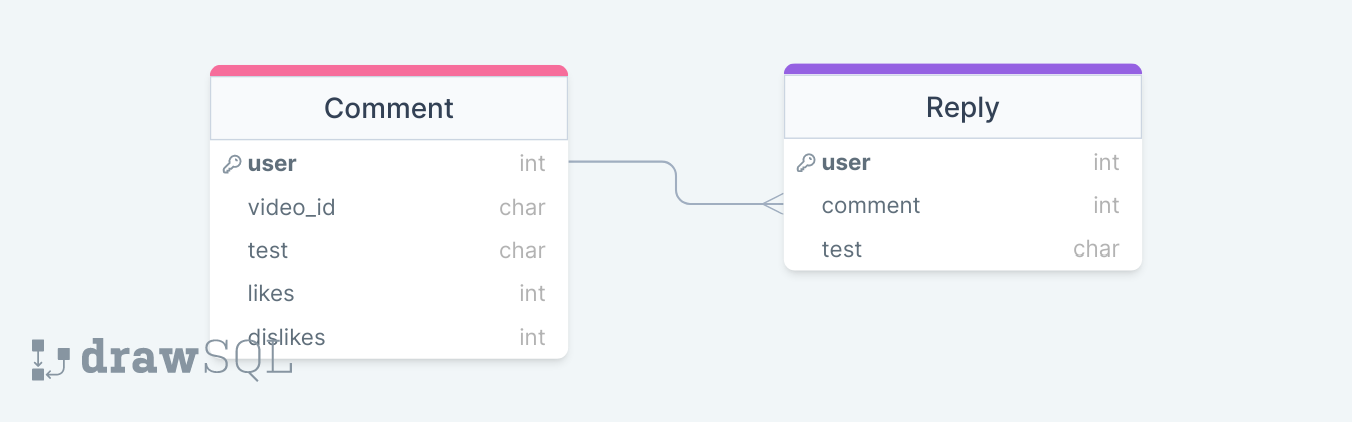 Comment
user int
video_id char
test char
likes int
dislikes int
Reply
user int
comment int
test char
drawSQL